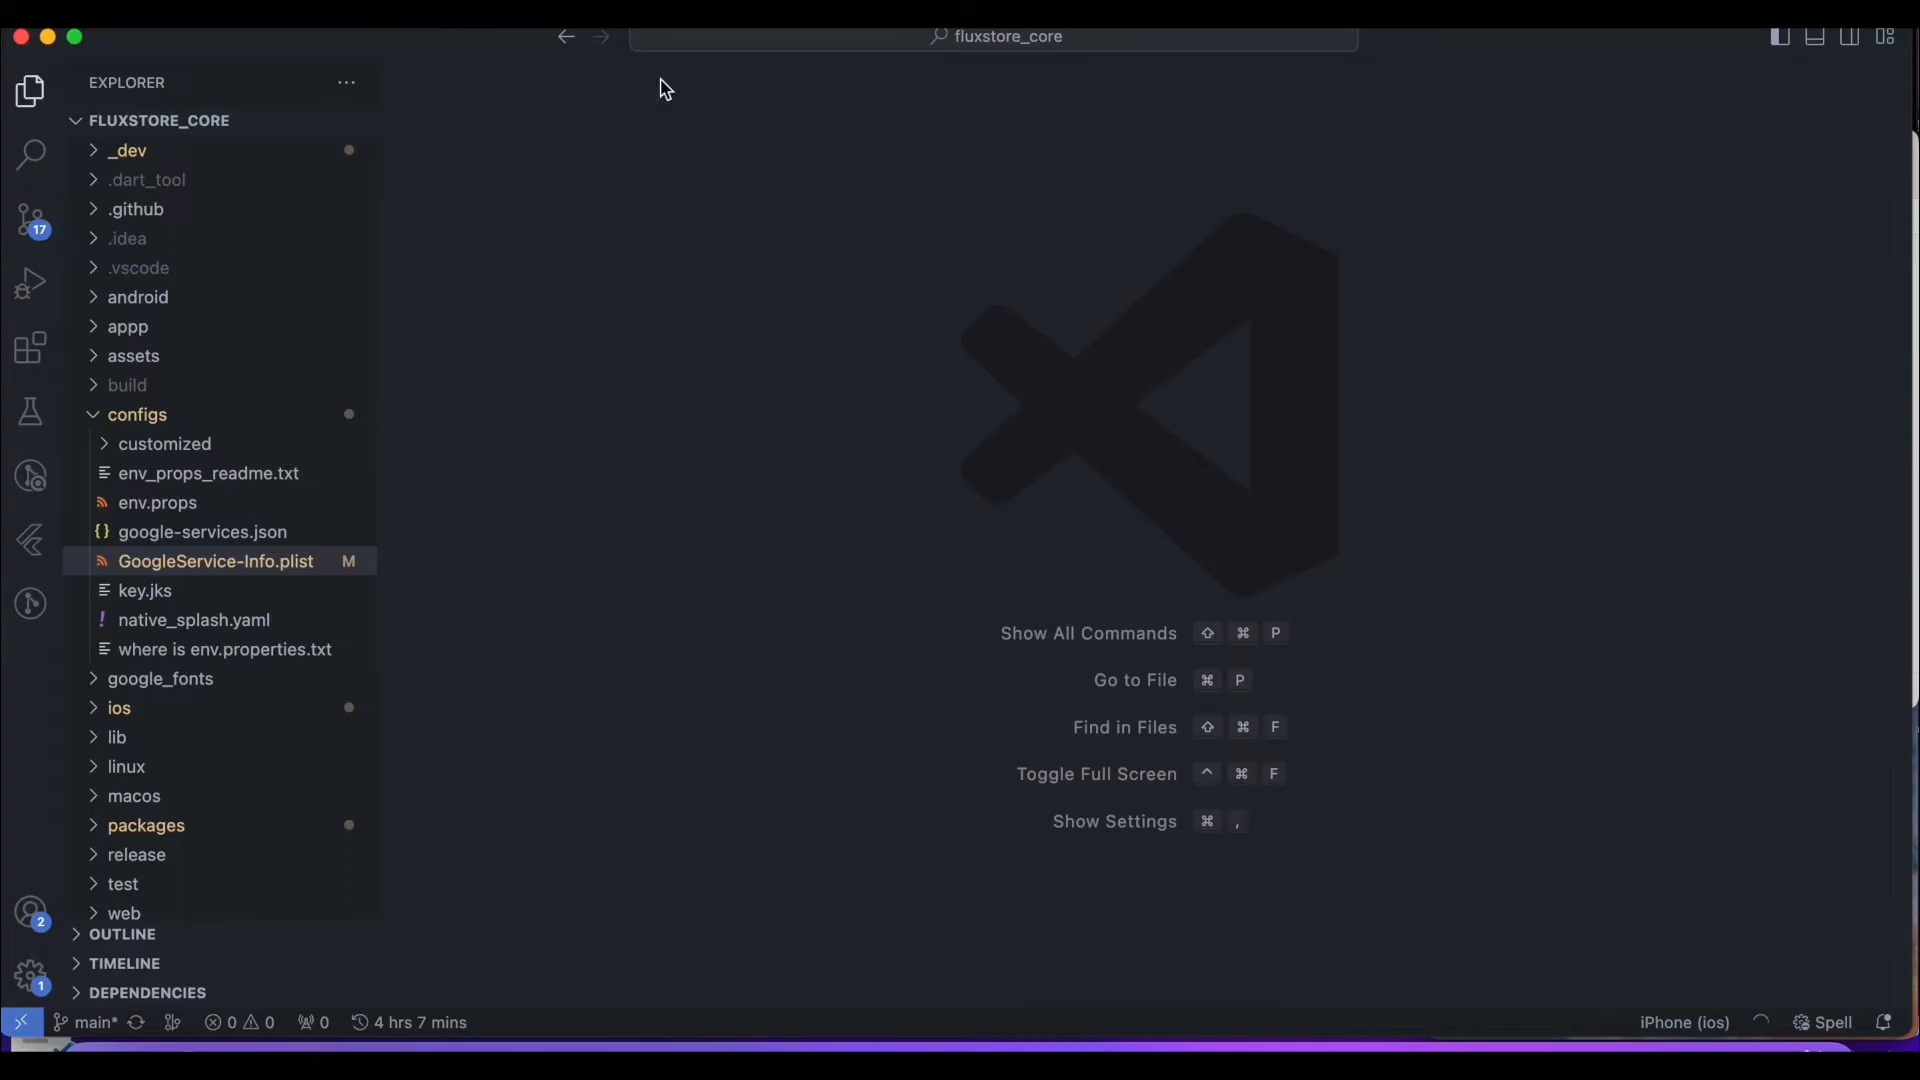 fluxstore_core
EXPLORER
FLUXSTORE_CORE
_dev
.dart_tool
.github
17
.idea
.vscode
android
appp
assets
build
configs
customized
env_props_readme.txt
env.props
{} google-services.json
GoogleService-Info.plist M
key.jks
! native_splash.yaml
where is env.properties.txt
google_fonts
ios
lib
linux
macos
packages
release
test
web
2
OUTLINE
TIMELINE
1
DEPENDENCIES
Show All Commands ⇧ ⌘ P
Go to File ⌘ P
Find in Files ⇧ ⌘ F
Toggle Full Screen ^ ⌘ F
Show Settings ⌘ ,
main* 0 0 0 4 hrs 7 mins iPhone (ios) Spell